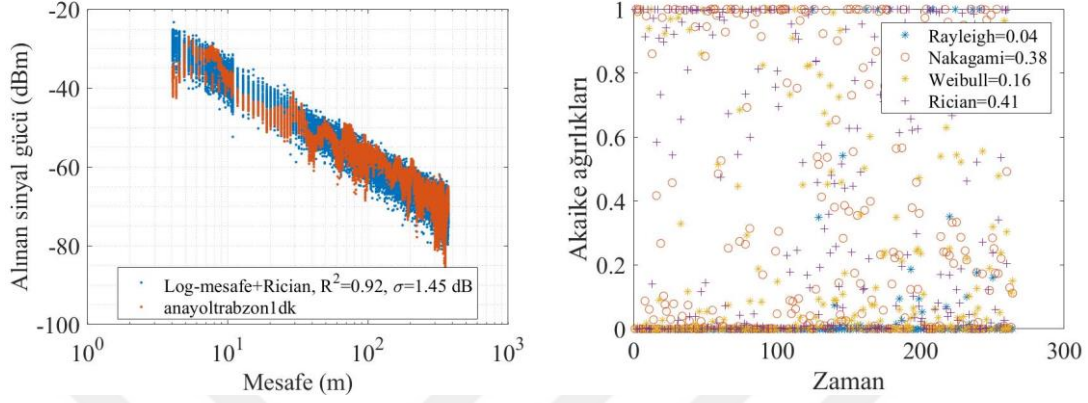 Alınan sinyal gücü (dBm)
-20
-40
-60
-80
-100
Log-mesafe+Rician, R²=0.92, σ=1.45 dB
anayoltrabzon1dk
10⁰
10¹
10²
10³
Mesafe (m)
Akaike ağırlıkları
1
0.8
0.6
0.4
0.2
0
Rayleigh=0.04
Nakagami=0.38
Weibull=0.16
Rician=0.41
0
100
200
300
Zaman